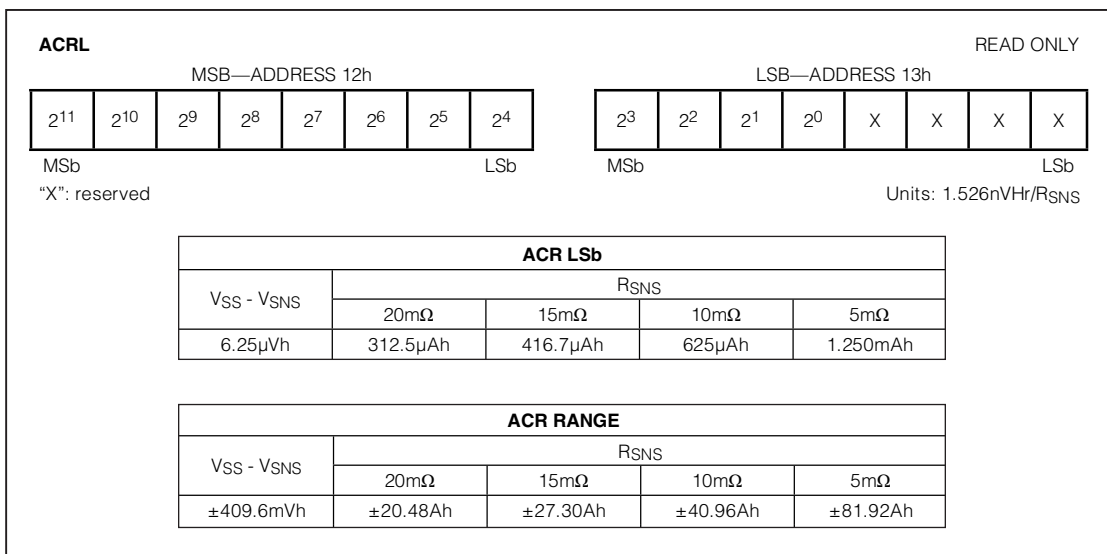 ACRL READ ONLY
MSB—ADDRESS 12h LSB—ADDRESS 13h
2¹¹ 2¹⁰ 2⁹ 2⁸ 2⁷ 2⁶ 2⁵ 2⁴ 2³ 2² 2¹ 2⁰ X X X X
MSb LSb MSb LSb
"X": reserved Units: 1.526nVHr/RSNS
ACR LSb
VSS - VSNS RSNS
20mΩ 15mΩ 10mΩ 5mΩ
6.25µVh 312.5µAh 416.7µAh 625µAh 1.250mAh
ACR RANGE
VSS - VSNS RSNS
20mΩ 15mΩ 10mΩ 5mΩ
±409.6mVh ±20.48Ah ±27.30Ah ±40.96Ah ±81.92Ah